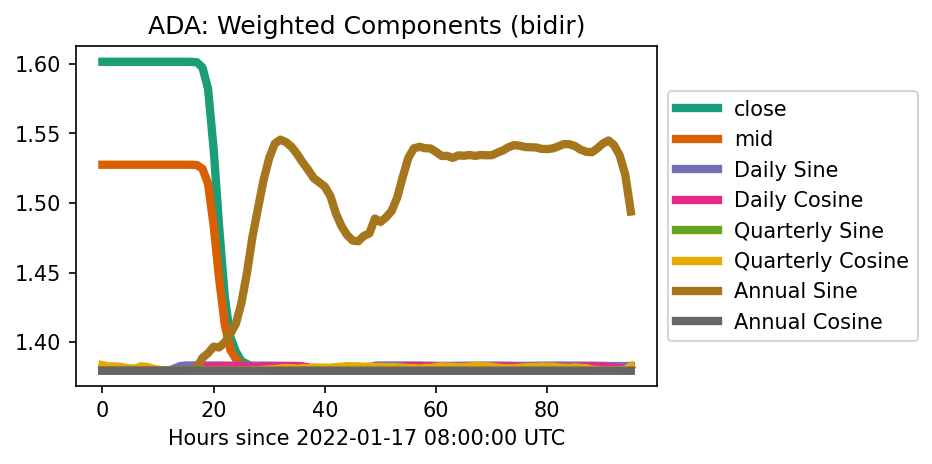 ADA: Weighted Components (bidir)
1.60
1.55
1.50
1.45
1.40
0
20
40
60
80
Hours since 2022-01-17 08:00:00 UTC
close
mid
Daily Sine
Daily Cosine
Quarterly Sine
Quarterly Cosine
Annual Sine
Annual Cosine